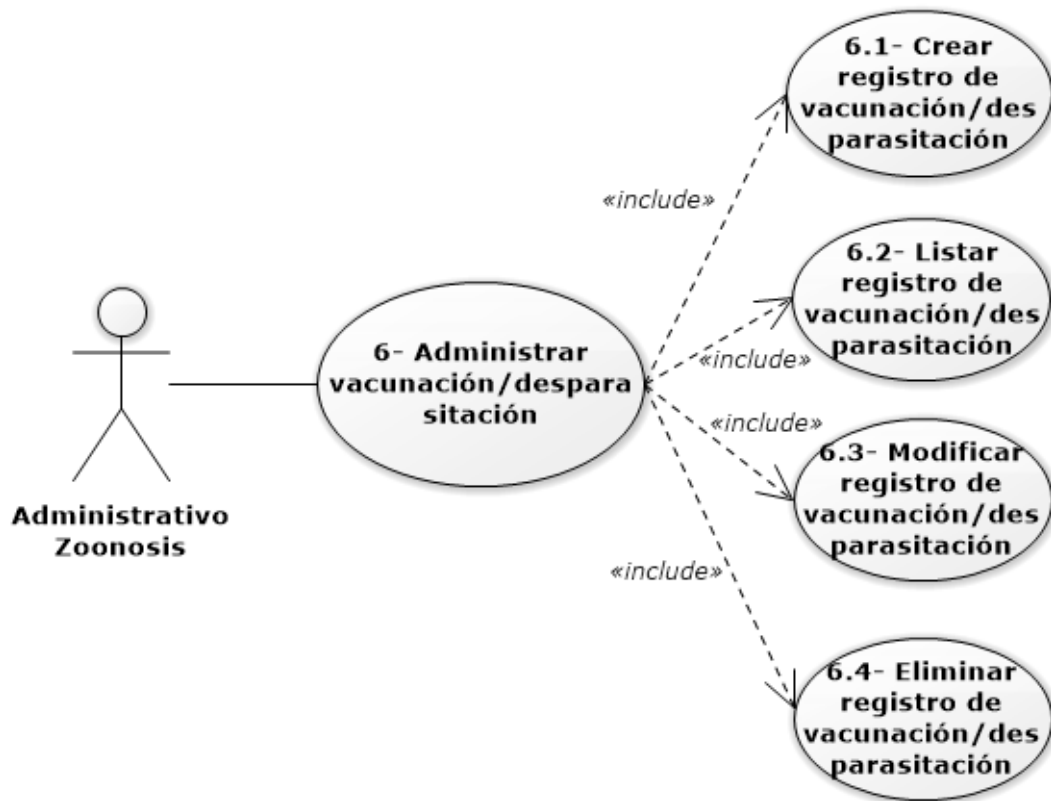 6.1- Crear
registro de
vacunación/des
parasitación
«include»
6.2- Listar
registro de
vacunación/des
parasitación
«include»
6- Administrar
vacunación/despara
sitación
«include»
6.3- Modificar
registro de
vacunación/des
parasitación
Administrativo
Zoonosis
«include»
6.4- Eliminar
registro de
vacunación/des
parasitación